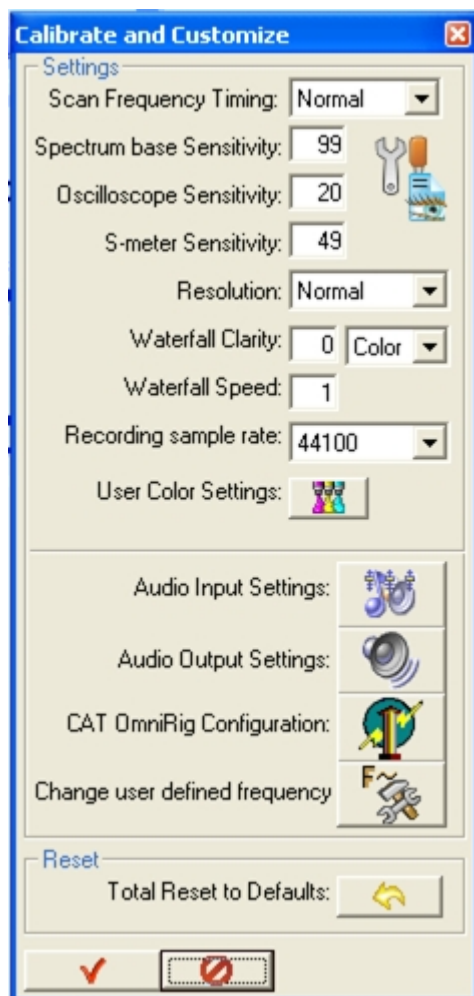 Calibrate and Customize
Settings
Scan Frequency Timing: Normal
Spectrum base Sensitivity: 99
Oscilloscope Sensitivity: 20
S-meter Sensitivity: 49
Resolution: Normal
Waterfall Clarity: 0 Color
Waterfall Speed: 1
Recording sample rate: 44100
User Color Settings:
Audio Input Settings:
Audio Output Settings:
CAT OmniRig Configuration:
Change user defined frequency F~
Reset
Total Reset to Defaults: